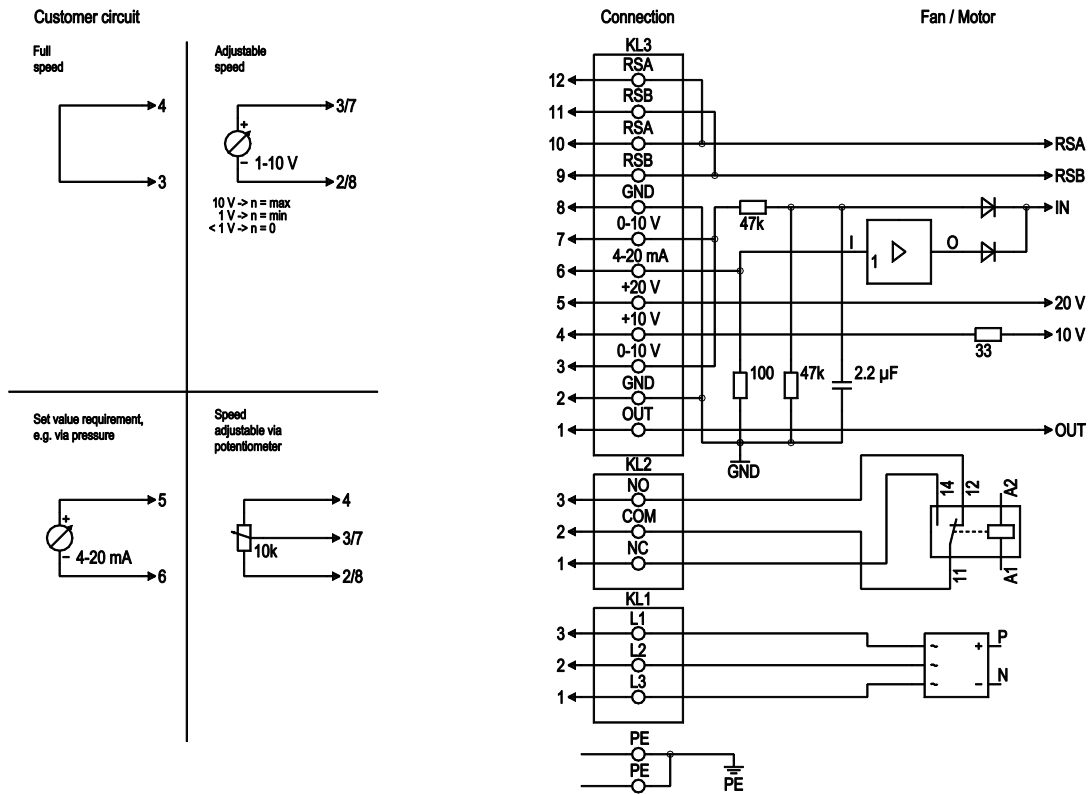 Customer circuit
Full
speed
4
3
Adjustable
speed
3/7
+
1-10 V
−
2/8
10 V -> n = max
1 V -> n = min
< 1 V -> n = 0
Set value requirement,
e.g. via pressure
5
+
4-20 mA
−
6
Speed
adjustable via
potentiometer
4
3/7
10k
2/8
Connection
Fan / Motor
KL3
RSA
12
RSB
11
RSA
10
RSA
RSB
9
RSB
GND
8
47k
IN
0-10 V
7
I
1
O
4-20 mA
6
+20 V
5
20 V
+10 V
4
33
10 V
0-10 V
3
100
47k
2.2 µF
GND
2
OUT
1
OUT
GND
KL2
NO
3
COM
2
NC
1
14
12
A2
11
A1
KL1
L1
3
L2
2
L3
1
~
~
~
+
−
P
N
PE
PE
PE